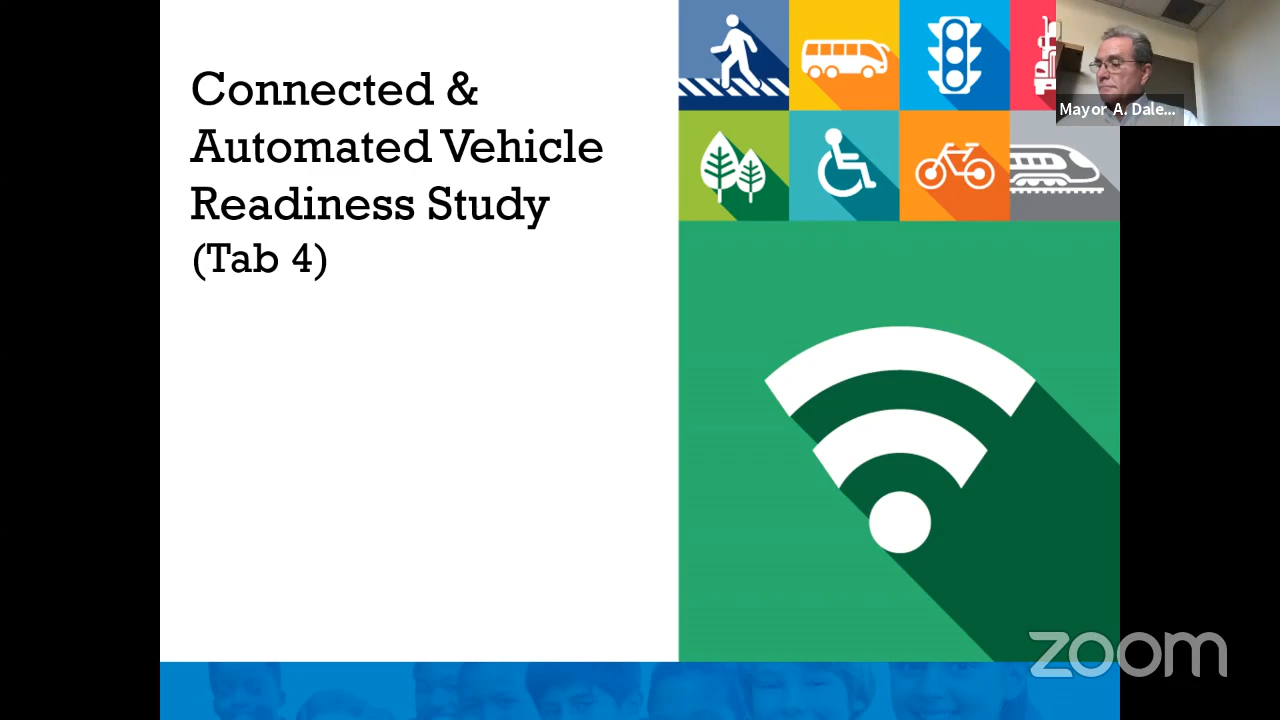 Connected &
Automated Vehicle
Readiness Study
(Tab 4)
Mayor A. Dale...
zoom